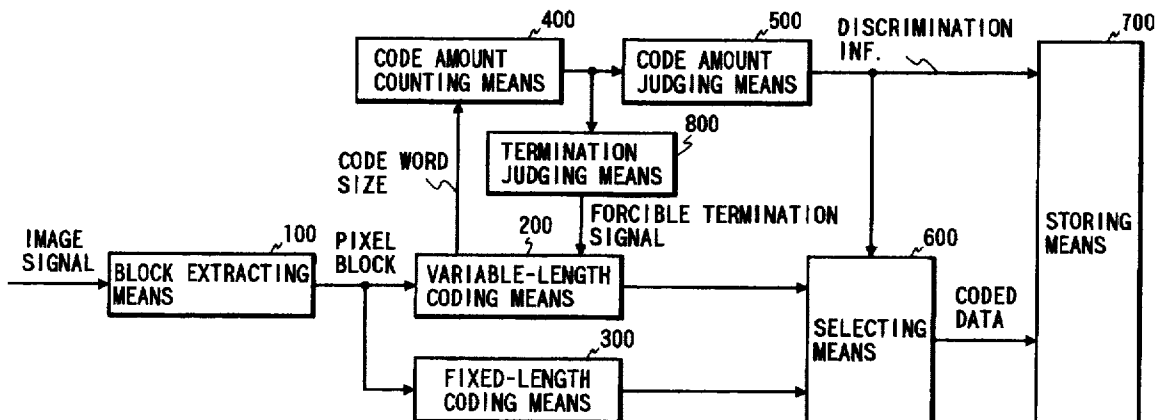 400
CODE AMOUNT
COUNTING MEANS
500
CODE AMOUNT
JUDGING MEANS
DISCRIMINATION
INF.
700
STORING
MEANS
800
TERMINATION
JUDGING MEANS
CODE WORD
SIZE
FORCIBLE TERMINATION
SIGNAL
IMAGE
SIGNAL
100
BLOCK EXTRACTING
MEANS
PIXEL
BLOCK
200
VARIABLE-LENGTH
CODING MEANS
600
SELECTING
MEANS
CODED
DATA
300
FIXED-LENGTH
CODING MEANS